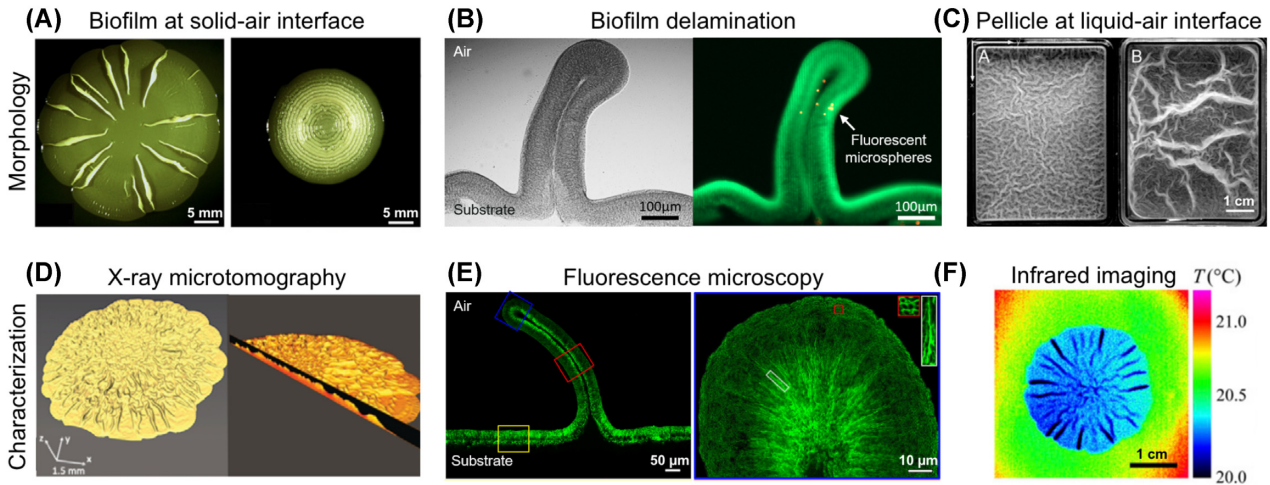 (A) Biofilm at solid-air interface
(B) Biofilm delamination
(C) Pellicle at liquid-air interface
Morphology
5 mm
5 mm
Air
Substrate
100μm
Fluorescent
microspheres
100μm
A
B
1 cm
(D) X-ray microtomography
(E) Fluorescence microscopy
(F) Infrared imaging
Characterization
z
y
x
1.5 mm
Air
Substrate
50 μm
10 μm
1 cm
T (°C)
21.0
20.5
20.0